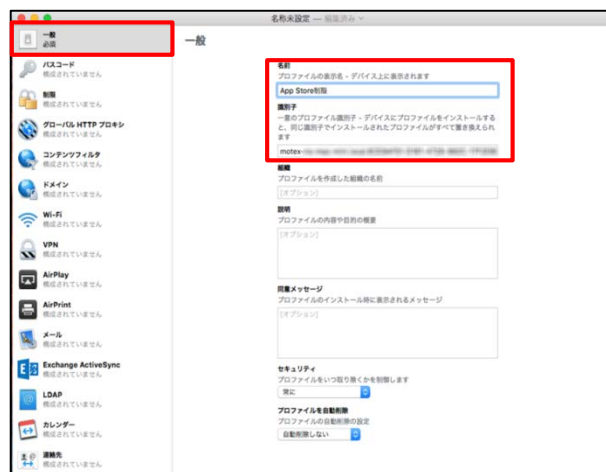 名称未設定 — 編集済み
一般
必須
パスコード
構成されていません
制限
構成されていません
グローバル HTTP プロキシ
構成されていません
コンテンツフィルタ
構成されていません
ドメイン
構成されていません
Wi-Fi
構成されていません
VPN
構成されていません
AirPlay
構成されていません
AirPrint
構成されていません
メール
構成されていません
Exchange ActiveSync
構成されていません
LDAP
構成されていません
カレンダー
構成されていません
連絡先
構成されていません
一般
名前
プロファイルの表示名 - デバイス上に表示されます
App Store制限
識別子
一意のプロファイル識別子 - デバイスにプロファイルをインストールする
と、同じ識別子でインストールされたプロファイルがすべて置き換えられ
ます
motex-
組織
プロファイルを作成した組織の名前
[オプション]
説明
プロファイルの内容や目的の概要
[オプション]
同意メッセージ
プロファイルのインストール時に表示されるメッセージ
[オプション]
セキュリティ
プロファイルをいつ取り除くかを制御します
常に
プロファイルを自動削除
プロファイルの自動削除の設定
自動削除しない